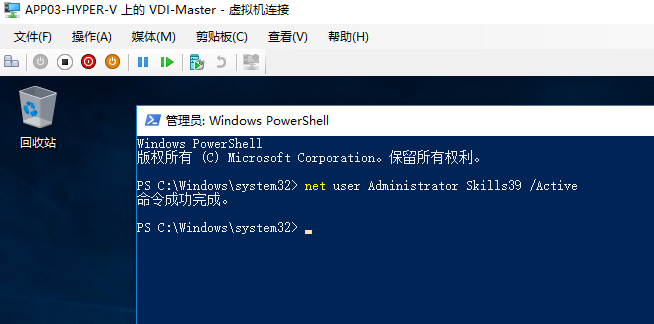 APP03-HYPER-V 上的 VDI-Master - 虚拟机连接
文件(F) 操作(A) 媒体(M) 剪贴板(C) 查看(V) 帮助(H)
回收站
管理员: Windows PowerShell
Windows PowerShell
版权所有 (C) Microsoft Corporation。保留所有权利。
PS C:\Windows\system32> net user Administrator Skills39 /Active
命令成功完成。
PS C:\Windows\system32>